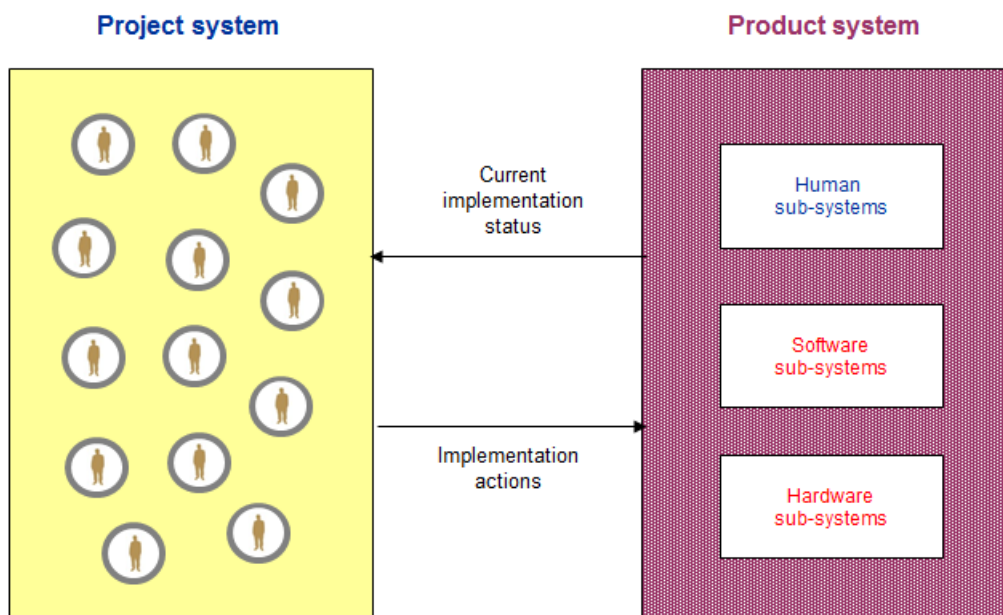 Project system
Product system
Current
implementation
status
Human
sub-systems
Software
sub-systems
Implementation
actions
Hardware
sub-systems